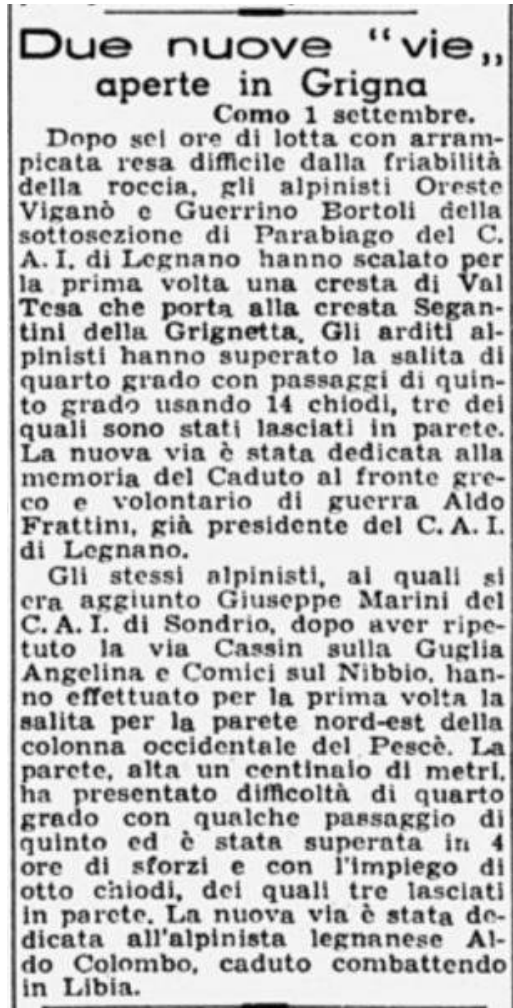 Due nuove “vie„
aperte in Grigna
Como 1 settembre.
Dopo sei ore di lotta con arram-
picata resa difficile dalla friabilità
della roccia, gli alpinisti Oreste
Viganò e Guerrino Bortoli della
sottosezione di Parabiago del C.
A. I. di Legnano hanno scalato per
la prima volta una cresta di Val
Tesa che porta alla cresta Segan-
tini della Grignetta. Gli arditi al-
pinisti hanno superato la salita di
quarto grado con passaggi di quin-
to grado usando 14 chiodi, tre dei
quali sono stati lasciati in parete.
La nuova via è stata dedicata alla
memoria del Caduto al fronte gre-
co e volontario di guerra Aldo
Frattini, già presidente del C. A. I.
di Legnano.
Gli stessi alpinisti, ai quali si
era aggiunto Giuseppe Marini del
C. A. I. di Sondrio, dopo aver ripe-
tuto la via Cassin sulla Guglia
Angelina e Comici sul Nibbio, han-
no effettuato per la prima volta la
salita per la parete nord-est della
colonna occidentale del Pescè. La
parete, alta un centinaio di metri,
ha presentato difficoltà di quarto
grado con qualche passaggio di
quinto ed è stata superata in 4
ore di sforzi e con l'impiego di
otto chiodi, dei quali tre lasciati
in parete. La nuova via è stata de-
dicata all'alpinista legnanese Al-
do Colombo, caduto combattendo
in Libia.